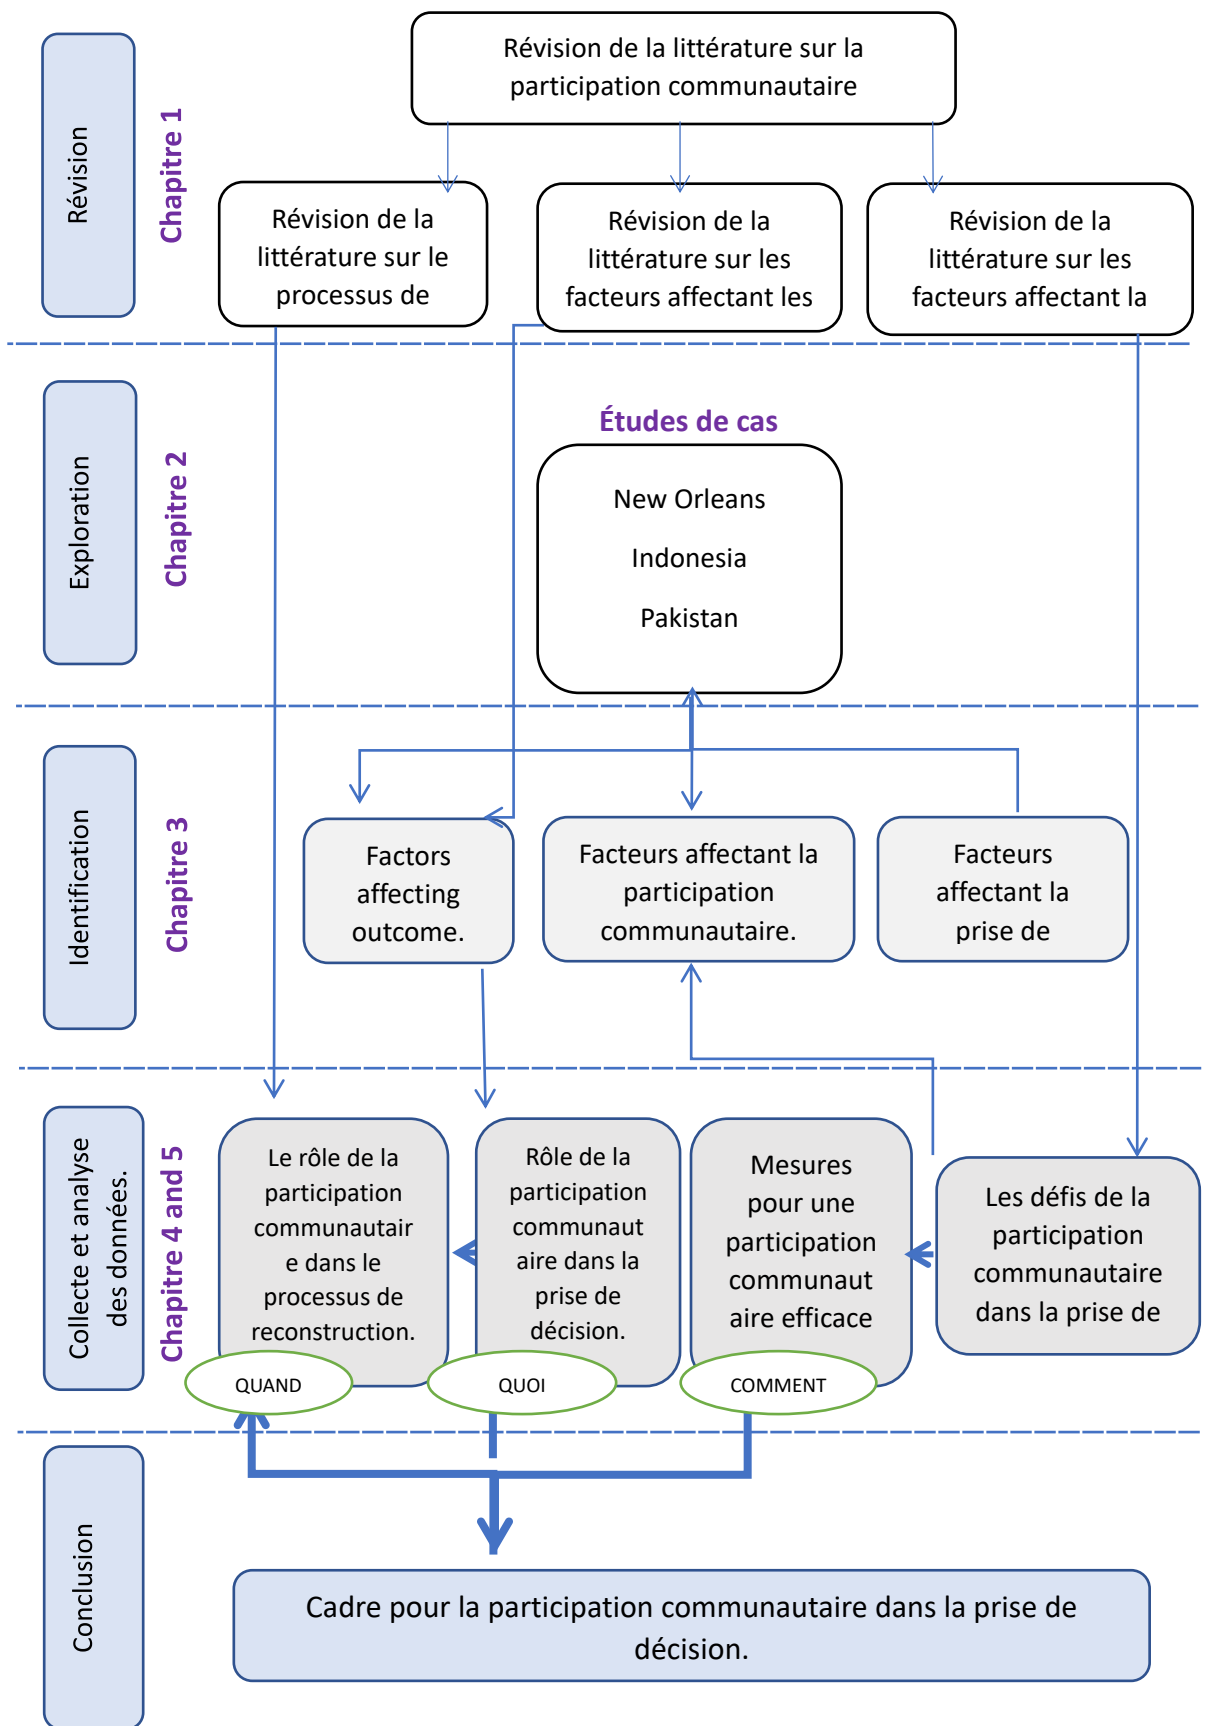 Révision
Chapitre 1
Révision de la littérature sur la
participation communautaire
Révision de la
littérature sur le
processus de
Révision de la
littérature sur les
facteurs affectant les
Révision de la
littérature sur les
facteurs affectant la
Exploration
Chapitre 2
Études de cas
New Orleans
Indonesia
Pakistan
Identification
Chapitre 3
Factors
affecting
outcome.
Facteurs affectant la
participation
communautaire.
Facteurs
affectant la
prise de
Collecte et analyse
des données.
Chapitre 4 and 5
Le rôle de la
participation
communautair
e dans le
processus de
reconstruction.
QUAND
Rôle de la
participation
communaut
aire dans la
prise de
décision.
QUOI
Mesures
pour une
participation
communaut
aire efficace
COMMENT
Les défis de la
participation
communautaire
dans la prise de
Conclusion
Cadre pour la participation communautaire dans la prise de
décision.